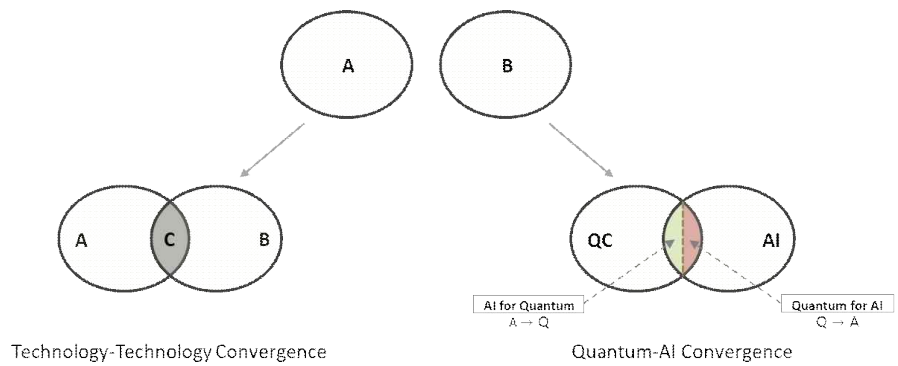 A
B
A
C
B
QC
AI
AI for Quantum
A → Q
Quantum for AI
Q → A
Technology-Technology Convergence
Quantum-AI Convergence